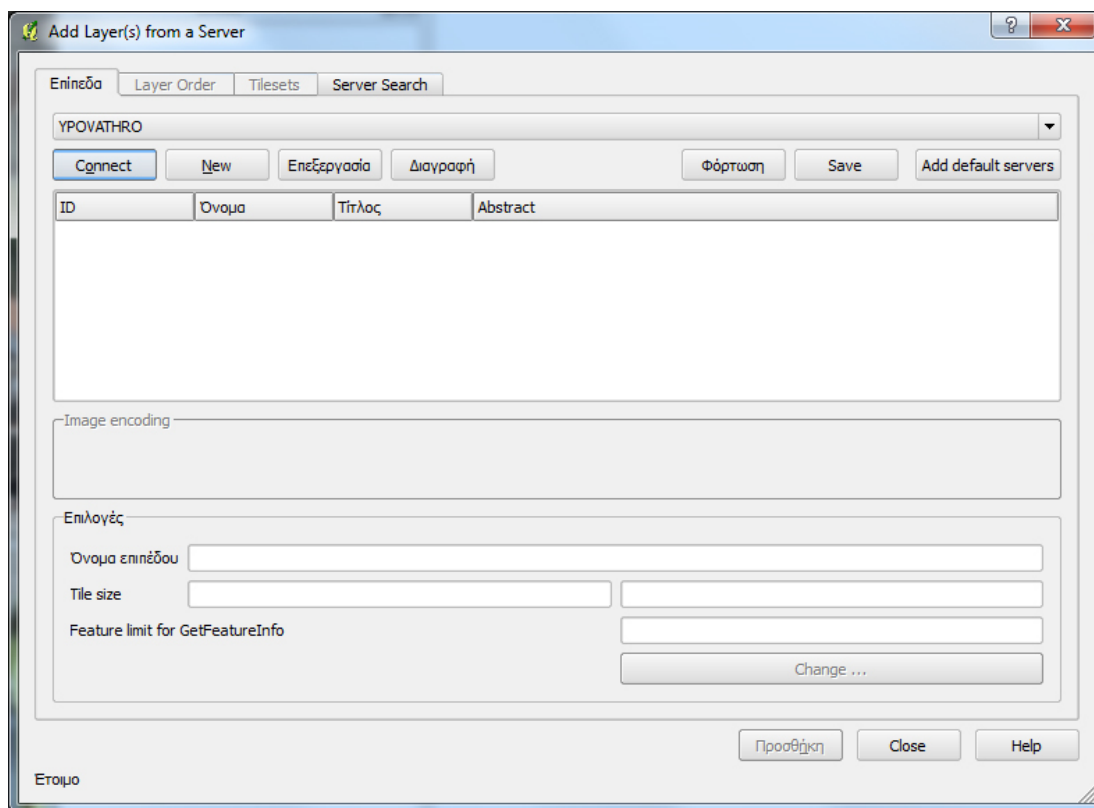 Add Layer(s) from a Server
Επίπεδα Layer Order Tilesets Server Search
YPOVATHRO
Connect New Επεξεργασία Διαγραφή Φόρτωση Save Add default servers
ID Όνομα Τίτλος Abstract
Image encoding
Επιλογές
Όνομα επιπέδου
Tile size
Feature limit for GetFeatureInfo
Change ...
Προσθήκη Close Help
Έτοιμο